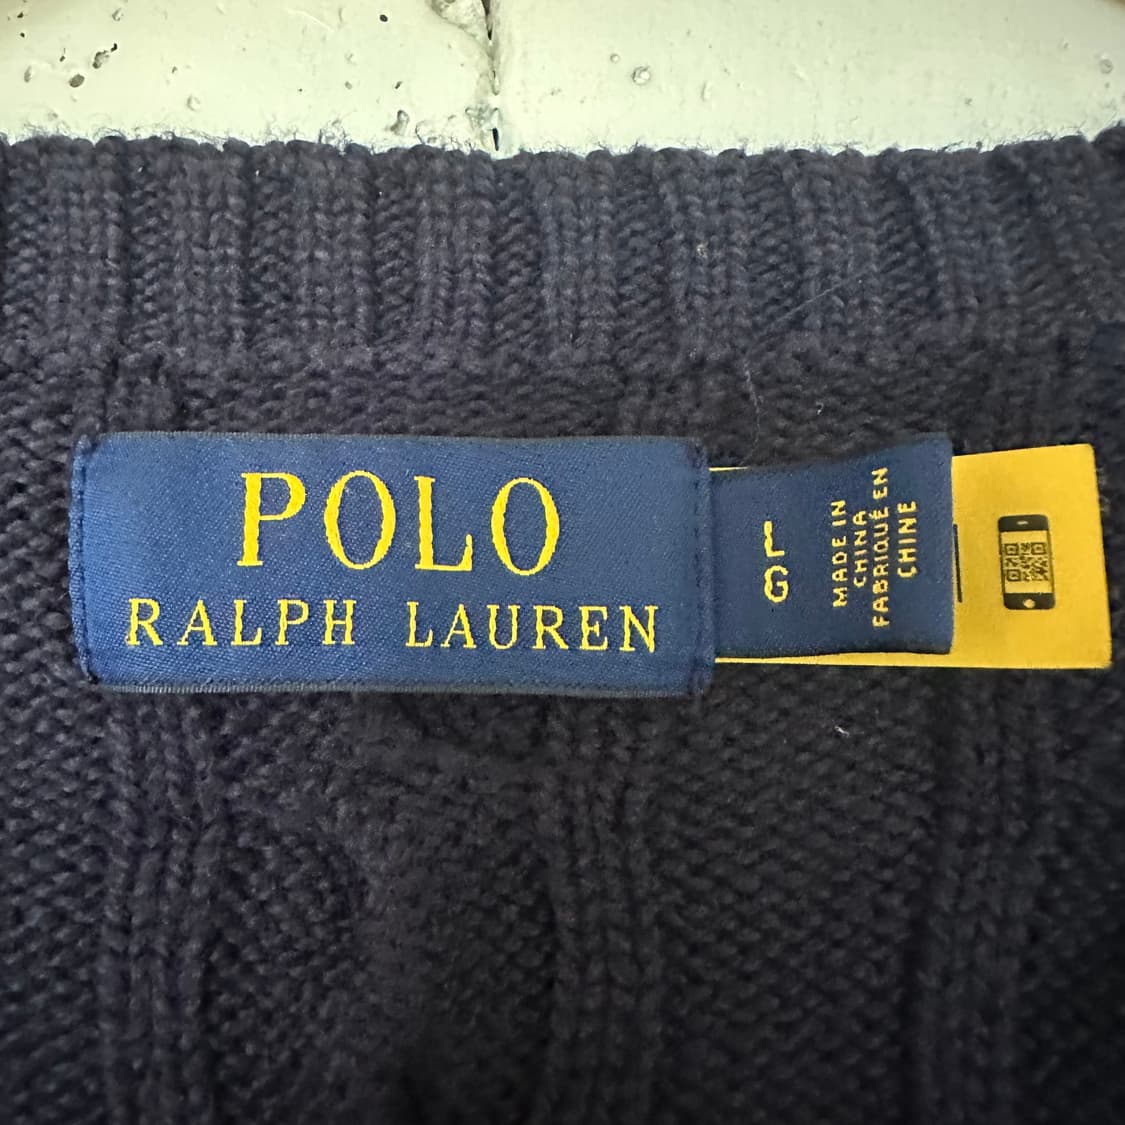 POLO
RALPH LAUREN
L
G
MADE IN
CHINA
FABRIQUÉ EN
CHINE